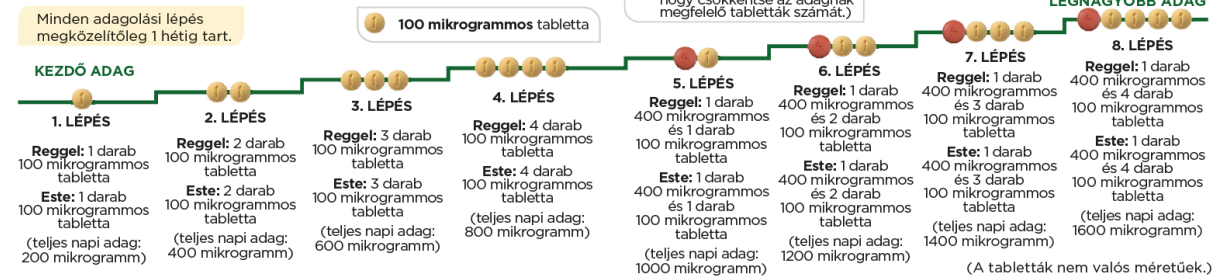 Minden adagolási lépés
megközelítőleg 1 hétig tart.
100 mikrogrammos tabletta
hogy csökkentse az adagnak
megfelelő tabletták számát.)
LEGNAGYOBB ADAG
KEZDŐ ADAG
1. LÉPÉS
Reggel: 1 darab
100 mikrogrammos
tabletta
Este: 1 darab
100 mikrogrammos
tabletta
(teljes napi adag:
200 mikrogramm)
2. LÉPÉS
Reggel: 2 darab
100 mikrogrammos
tabletta
Este: 2 darab
100 mikrogrammos
tabletta
(teljes napi adag:
400 mikrogramm)
3. LÉPÉS
Reggel: 3 darab
100 mikrogrammos
tabletta
Este: 3 darab
100 mikrogrammos
tabletta
(teljes napi adag:
600 mikrogramm)
4. LÉPÉS
Reggel: 4 darab
100 mikrogrammos
tabletta
Este: 4 darab
100 mikrogrammos
tabletta
(teljes napi adag:
800 mikrogramm)
5. LÉPÉS
Reggel: 1 darab
400 mikrogrammos
és 1 darab
100 mikrogrammos
tabletta
Este: 1 darab
400 mikrogrammos
és 1 darab
100 mikrogrammos
tabletta
(teljes napi adag:
1000 mikrogramm)
6. LÉPÉS
Reggel: 1 darab
400 mikrogrammos
és 2 darab
100 mikrogrammos
tabletta
Este: 1 darab
400 mikrogrammos
és 2 darab
100 mikrogrammos
tabletta
(teljes napi adag:
1200 mikrogramm)
7. LÉPÉS
Reggel: 1 darab
400 mikrogrammos
és 3 darab
100 mikrogrammos
tabletta
Este: 1 darab
400 mikrogrammos
és 3 darab
100 mikrogrammos
tabletta
(teljes napi adag:
1400 mikrogramm)
8. LÉPÉS
Reggel: 1 darab
400 mikrogrammos
és 4 darab
100 mikrogrammos
tabletta
Este: 1 darab
400 mikrogrammos
és 4 darab
100 mikrogrammos
tabletta
(teljes napi adag:
1600 mikrogramm)
(A tabletták nem valós méretűek.)